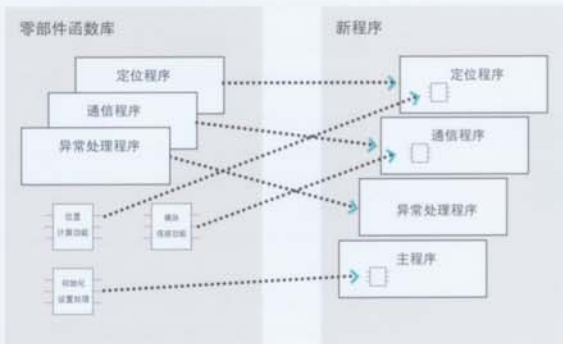 零部件函数库
定位程序
通信程序
异常处理程序
位置
计算功能
模块
传感功能
初始化
设置处理
新程序
定位程序
通信程序
异常处理程序
主程序